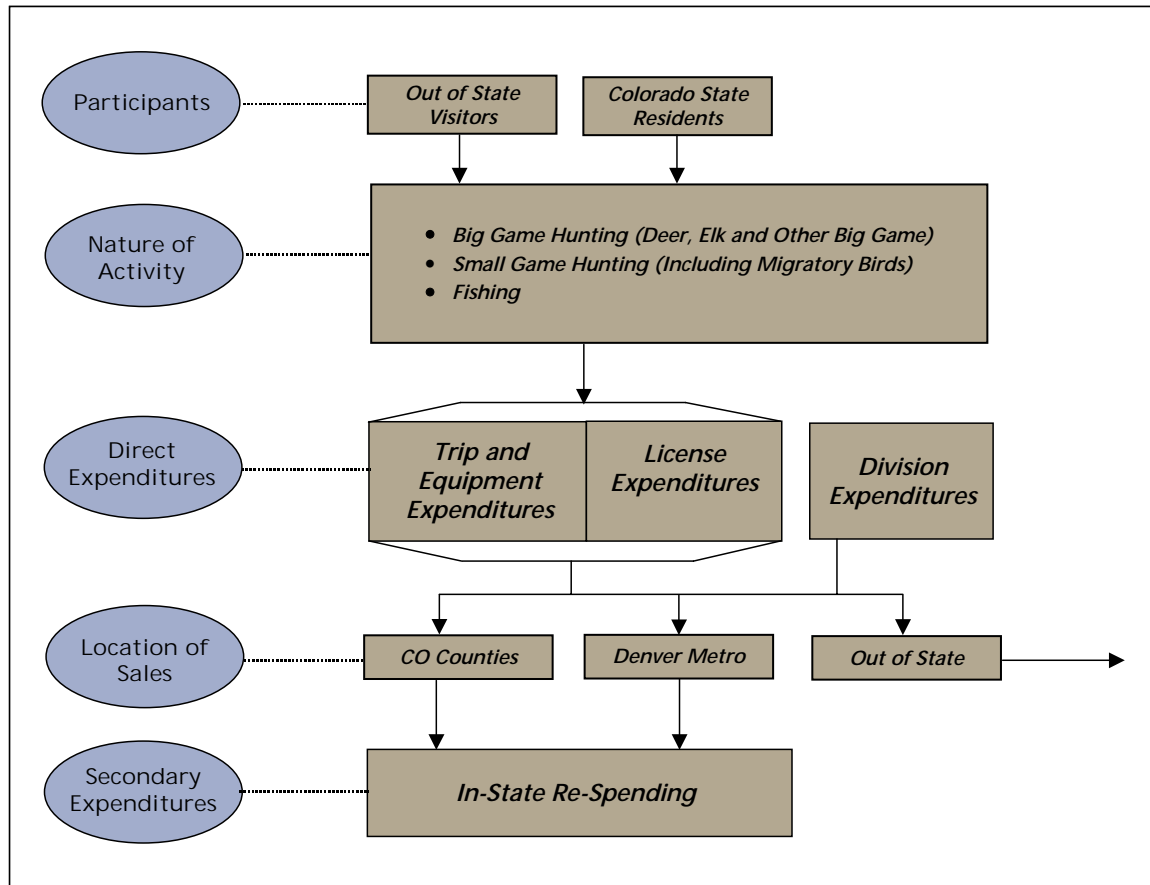 Participants
Out of State
Visitors
Colorado State
Residents
Nature of
Activity
• Big Game Hunting (Deer, Elk and Other Big Game)
• Small Game Hunting (Including Migratory Birds)
• Fishing
Direct
Expenditures
Trip and
Equipment
Expenditures
License
Expenditures
Division
Expenditures
Location of
Sales
CO Counties
Denver Metro
Out of State
Secondary
Expenditures
In-State Re-Spending